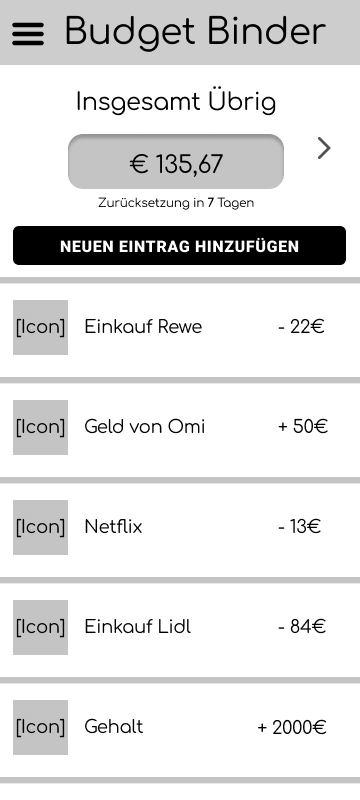 Budget Binder
Insgesamt Übrig
€ 135,67
Zurücksetzung in 7 Tagen
NEUEN EINTRAG HINZUFÜGEN
[Icon] Einkauf Rewe - 22€
[Icon] Geld von Omi + 50€
[Icon] Netflix - 13€
[Icon] Einkauf Lidl - 84€
[Icon] Gehalt + 2000€